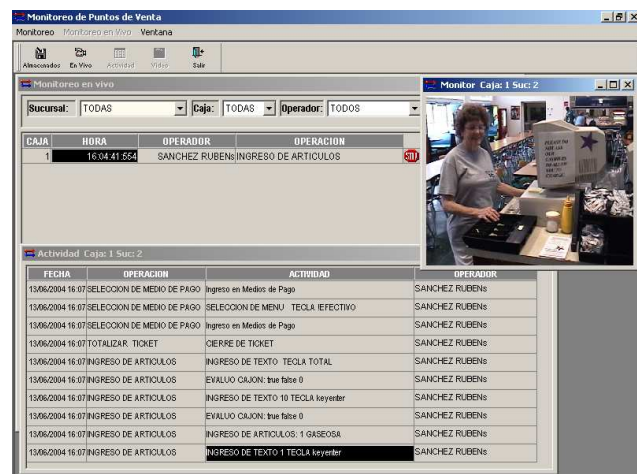 Monitoreo de Puntos de Venta
Monitoreo Monitoreo en Vivo Ventana
Almacenados En Vivo Actividad Video Salir
Monitoreo en vivo
Sucursal: TODAS Caja: TODAS Operador: TODOS
CAJA HORA OPERADOR OPERACION
1 16:04:41:554 SANCHEZ RUBENs INGRESO DE ARTICULOS
Monitor Caja: 1 Suc: 2
Actividad Caja: 1 Suc: 2
FECHA OPERACION ACTIVIDAD OPERADOR
13/06/2004 16:07 SELECCION DE MEDIO DE PAGO Ingreso en Medios de Pago SANCHEZ RUBENs
13/06/2004 16:07 SELECCION DE MEDIO DE PAGO SELECCION DE MENU TECLA IEFECTIVO SANCHEZ RUBENs
13/06/2004 16:07 SELECCION DE MEDIO DE PAGO Ingreso en Medios de Pago SANCHEZ RUBENs
13/06/2004 16:07 TOTALIZAR TICKET CIERRE DE TICKET SANCHEZ RUBENs
13/06/2004 16:07 INGRESO DE ARTICULOS INGRESO DE TEXTO TECLA TOTAL SANCHEZ RUBENs
13/06/2004 16:07 INGRESO DE ARTICULOS EVALUO CAJON: true false 0 SANCHEZ RUBENs
13/06/2004 16:07 INGRESO DE ARTICULOS INGRESO DE TEXTO 10 TECLA keyenter SANCHEZ RUBENs
13/06/2004 16:07 INGRESO DE ARTICULOS EVALUO CAJON: true false 0 SANCHEZ RUBENs
13/06/2004 16:07 INGRESO DE ARTICULOS INGRESO DE ARTICULOS: 1 GASEOSA SANCHEZ RUBENs
13/06/2004 16:07 INGRESO DE ARTICULOS INGRESO DE TEXTO 1 TECLA keyenter SANCHEZ RUBENs